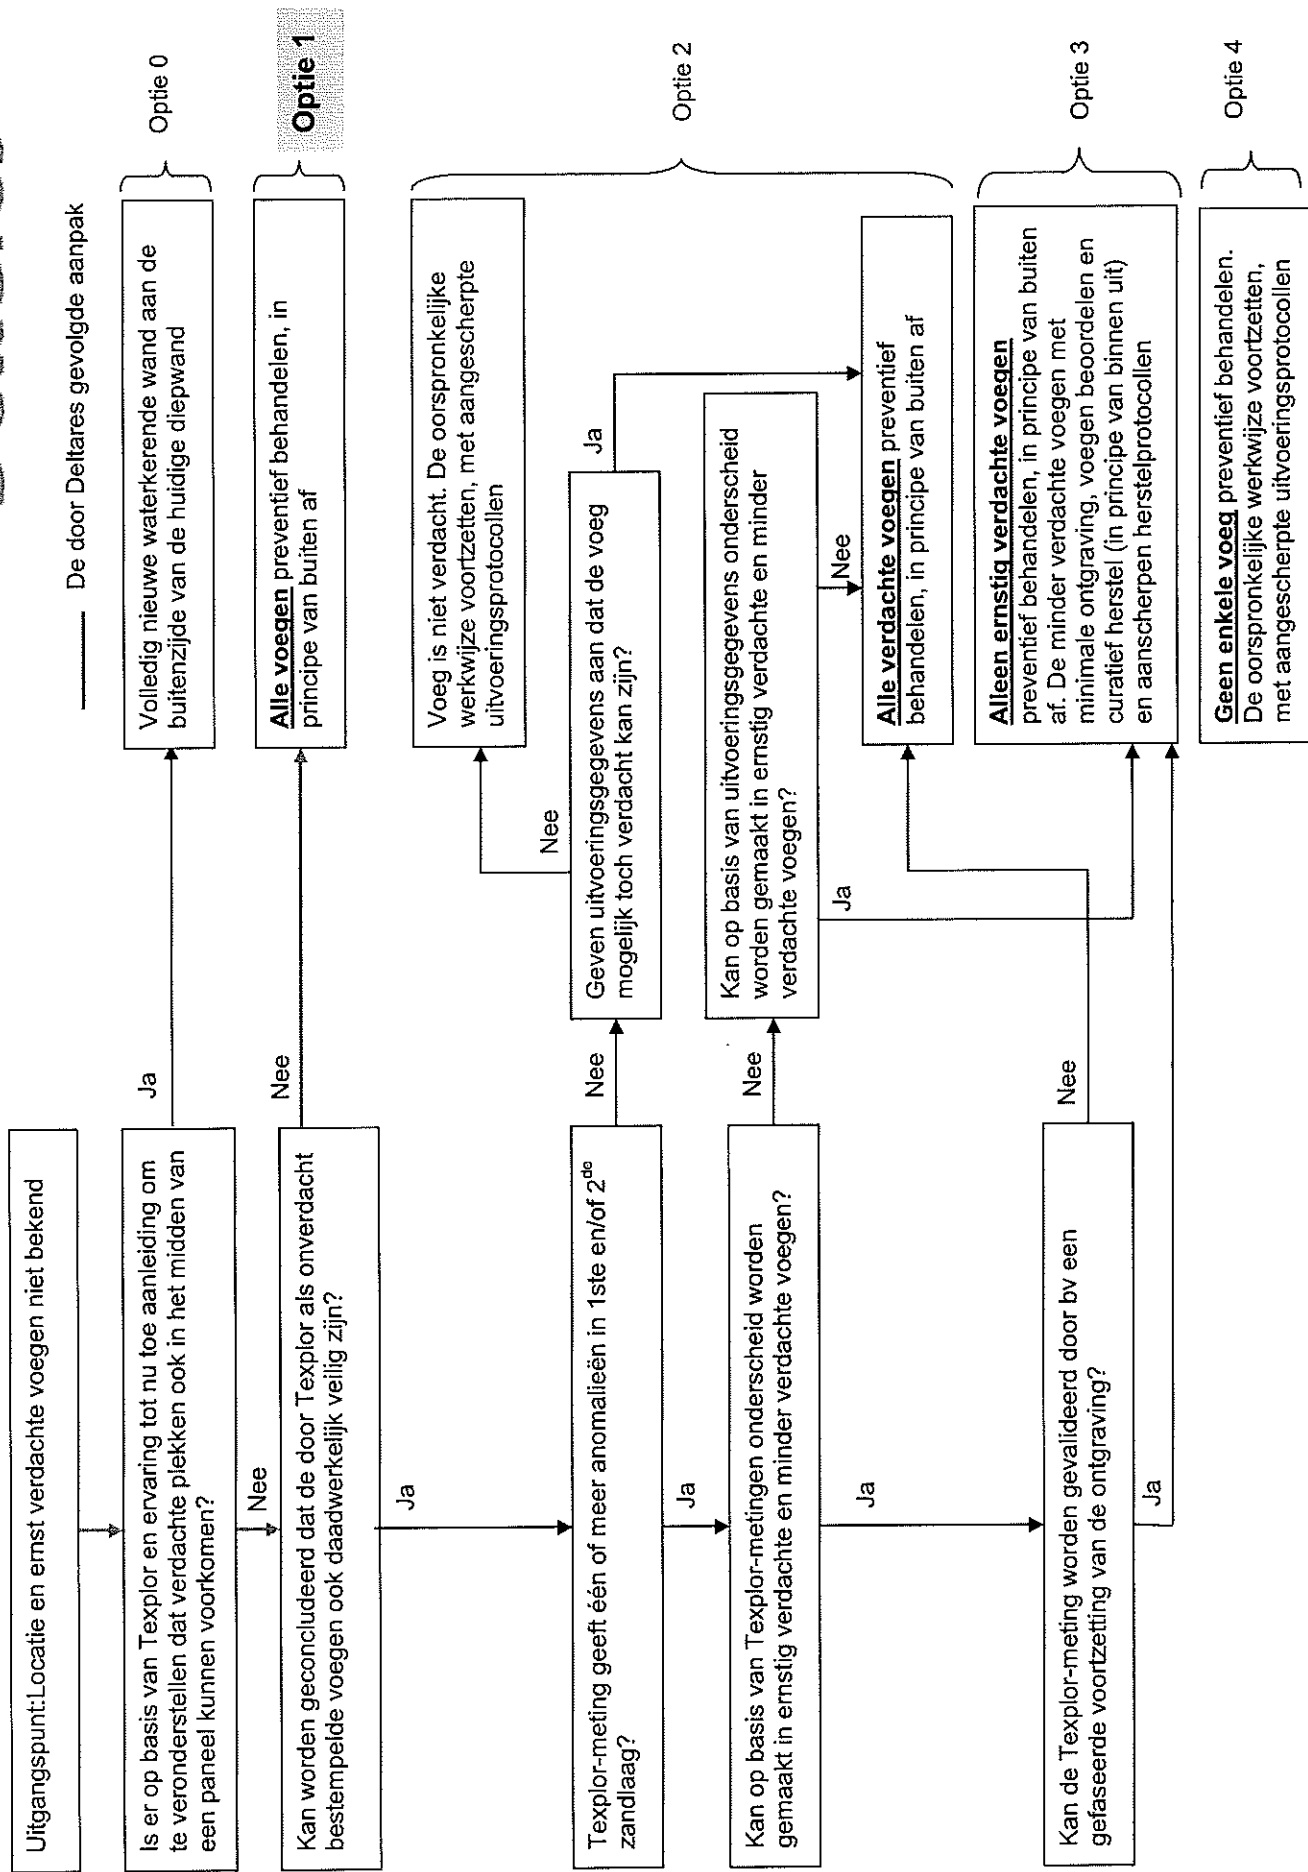 De door Deltares gevolgde aanpak
Uitgangspunt:Locatie en ernst verdachte voegen niet bekend
Is er op basis van Texplor en ervaring tot nu toe aanleiding om
te veronderstellen dat verdachte plekken ook in het midden van
een paneel kunnen voorkomen?
Ja
Volledig nieuwe waterkerende wand aan de
buitenzijde van de huidige diepwand
Optie 0
Nee
Kan worden geconcludeerd dat de door Texplor als onverdacht
bestempelde voegen ook daadwerkelijk veilig zijn?
Nee
Alle voegen preventief behandelen, in
principe van buiten af
Optie 1
Ja
Texplor-meting geeft één of meer anomalieën in 1ste en/of 2de
zandlaag?
Nee
Geven uitvoeringsgegevens aan dat de voeg
mogelijk toch verdacht kan zijn?
Nee
Voeg is niet verdacht. De oorspronkelijke
werkwijze voortzetten, met aangescherpte
uitvoeringsprotocollen
Ja
Optie 2
Ja
Kan op basis van Texplor-metingen onderscheid worden
gemaakt in ernstig verdachte en minder verdachte voegen?
Nee
Kan op basis van uitvoeringsgegevens onderscheid
worden gemaakt in ernstig verdachte en minder
verdachte voegen?
Nee
Alle verdachte voegen preventief
behandelen, in principe van buiten af
Ja
Ja
Kan de Texplor-meting worden gevalideerd door bv een
gefaseerde voortzetting van de ontgraving?
Nee
Ja
Alleen ernstig verdachte voegen
preventief behandelen, in principe van buiten
af. De minder verdachte voegen met
minimale ontgraving, voegen beoordelen en
curatief herstel (in principe van binnen uit)
en aanscherpen herstelprotocollen
Optie 3
Geen enkele voeg preventief behandelen.
De oorspronkelijke werkwijze voortzetten,
met aangescherpte uitvoeringsprotocollen
Optie 4